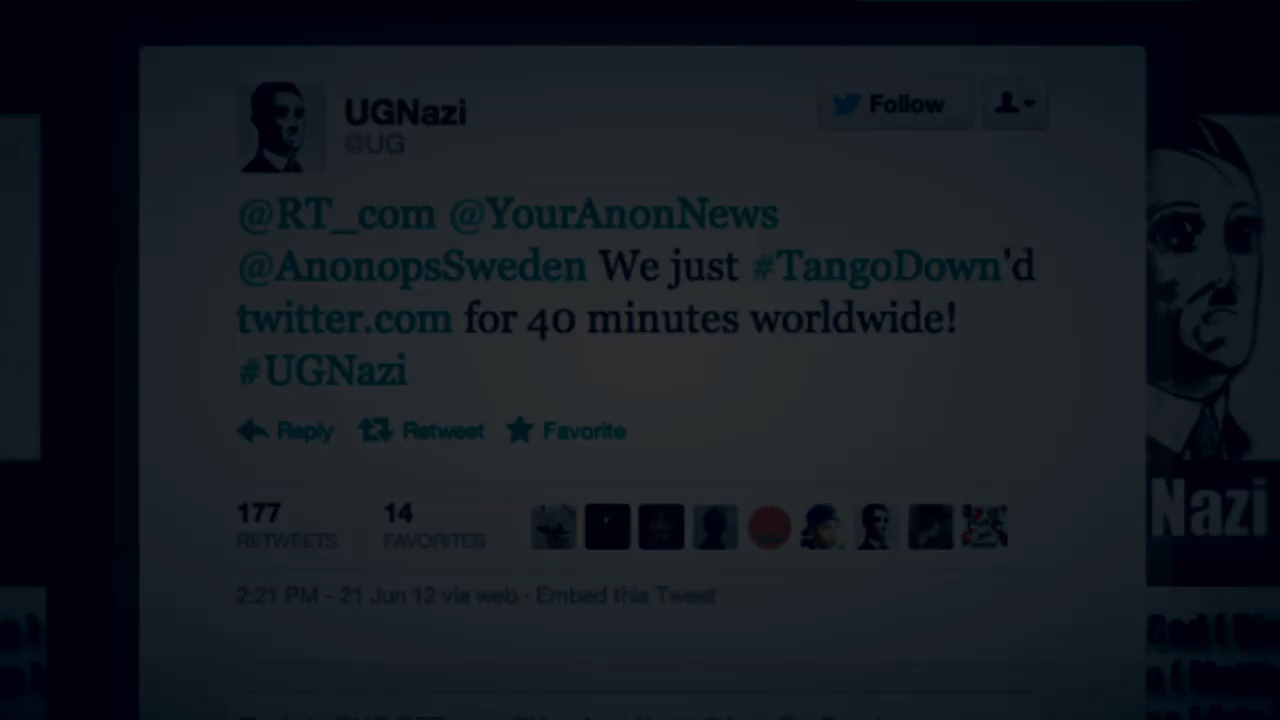 UGNazi
@UG
Follow
@RT_com @YourAnonNews
@AnonopsSweden We just #TangoDown'd
twitter.com for 40 minutes worldwide!
#UGNazi
Reply Retweet Favorite
177 RETWEETS
14 FAVORITES
2:21 PM - 21 Jun 12 via web · Embed this Tweet
Nazi